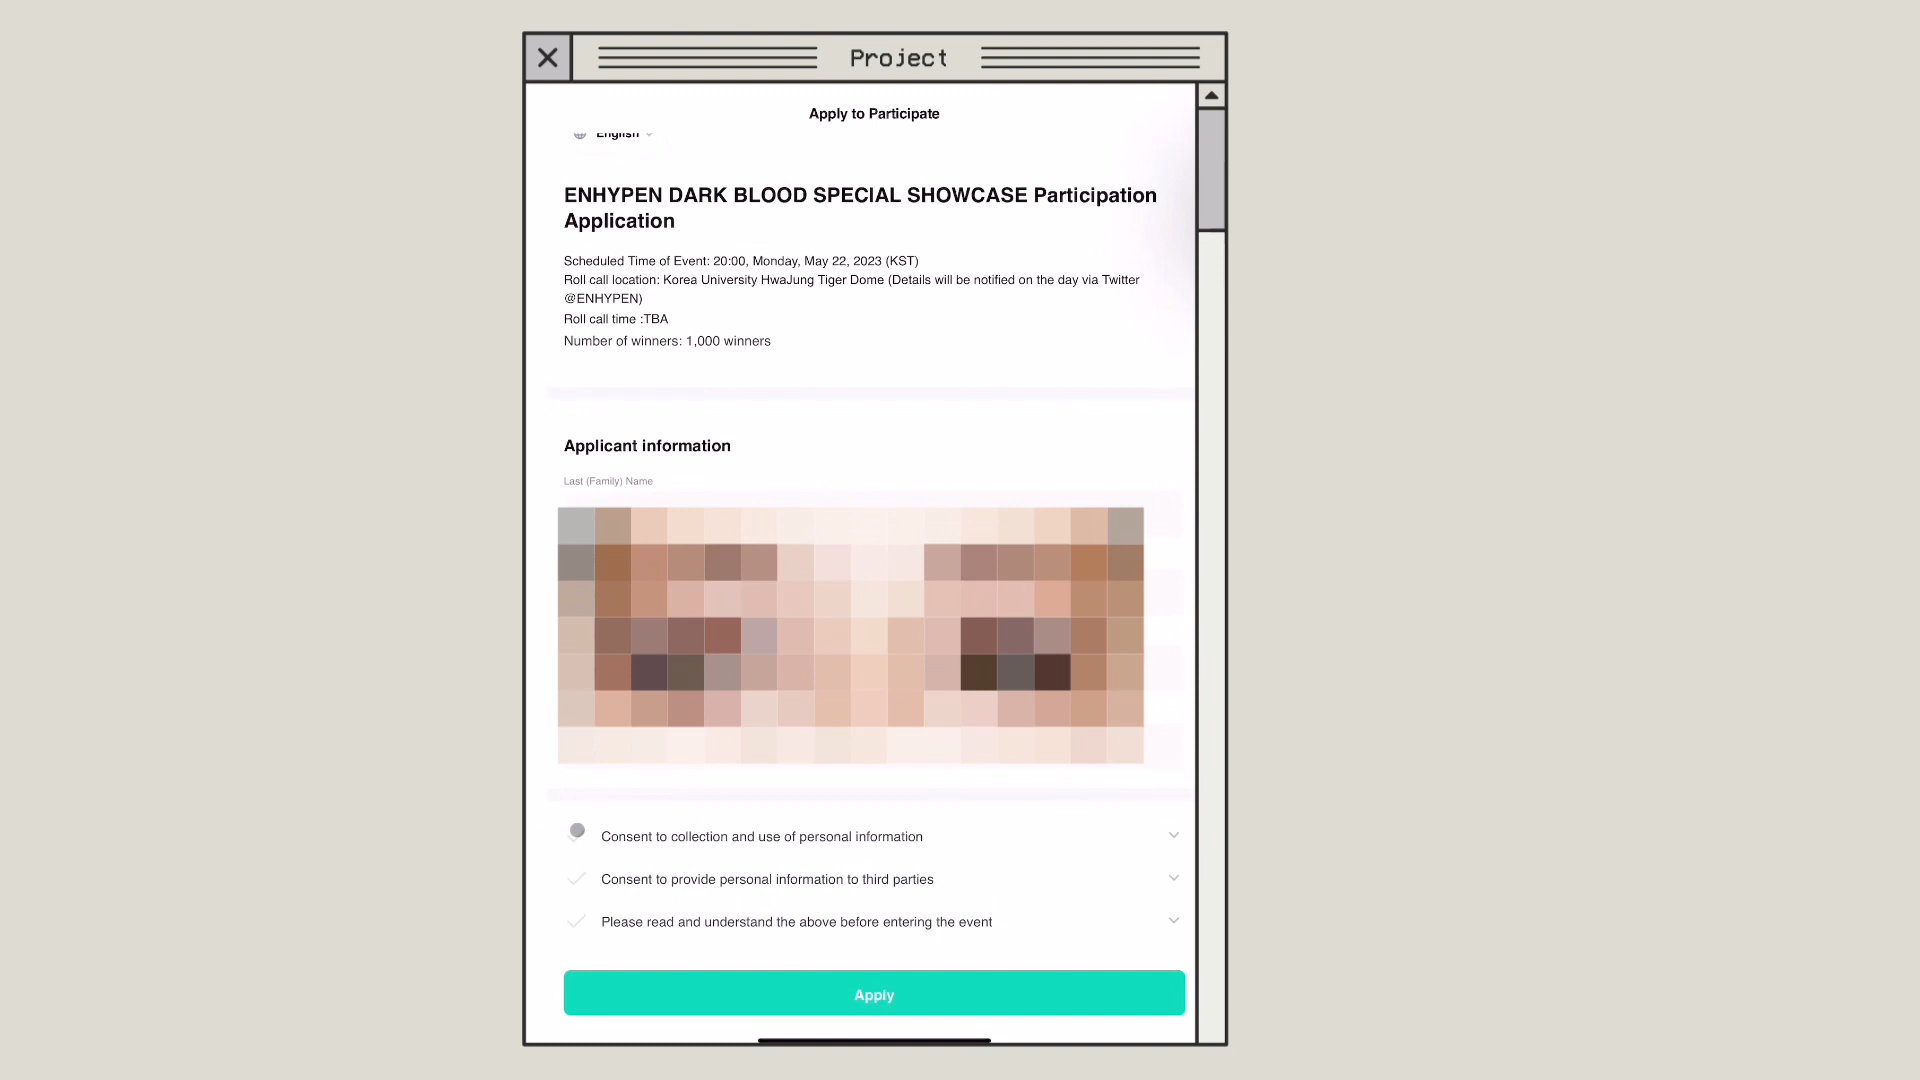 Project
Apply to Participate
English
ENHYPEN DARK BLOOD SPECIAL SHOWCASE Participation
Application
Scheduled Time of Event: 20:00, Monday, May 22, 2023 (KST)
Roll call location: Korea University HwaJung Tiger Dome (Details will be notified on the day via Twitter
@ENHYPEN)
Roll call time :TBA
Number of winners: 1,000 winners
Applicant information
Last (Family) Name
Consent to collection and use of personal information
Consent to provide personal information to third parties
Please read and understand the above before entering the event
Apply